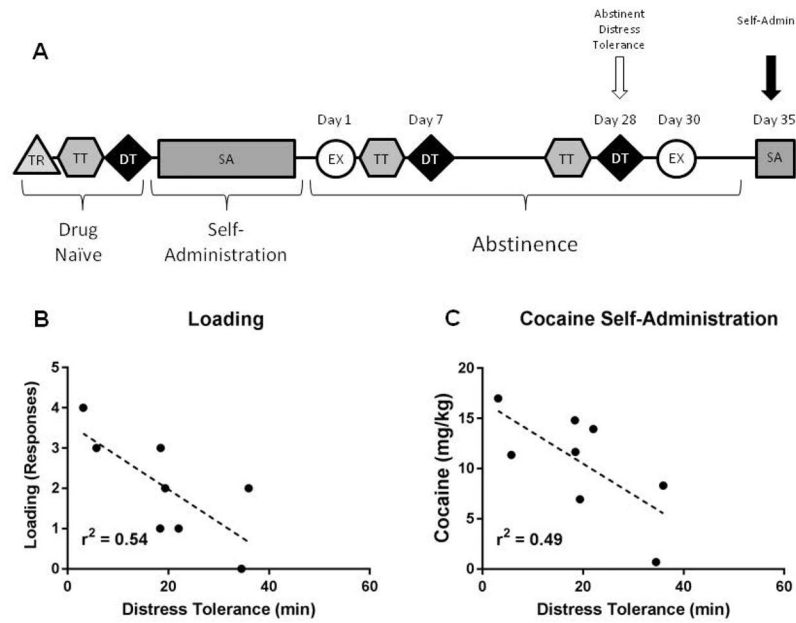 Abstinent
Distress
Tolerance
Self-Admin
A
Day 1
Day 7
Day 28
Day 30
Day 35
TR
TT
DT
SA
EX
TT
DT
TT
DT
EX
SA
Drug
Naïve
Self-
Administration
Abstinence
B
Loading
Loading (Responses)
5
4
3
2
1
0
r² = 0.54
0
20
40
60
Distress Tolerance (min)
C
Cocaine Self-Administration
Cocaine (mg/kg)
20
15
10
5
0
r² = 0.49
0
20
40
60
Distress Tolerance (min)